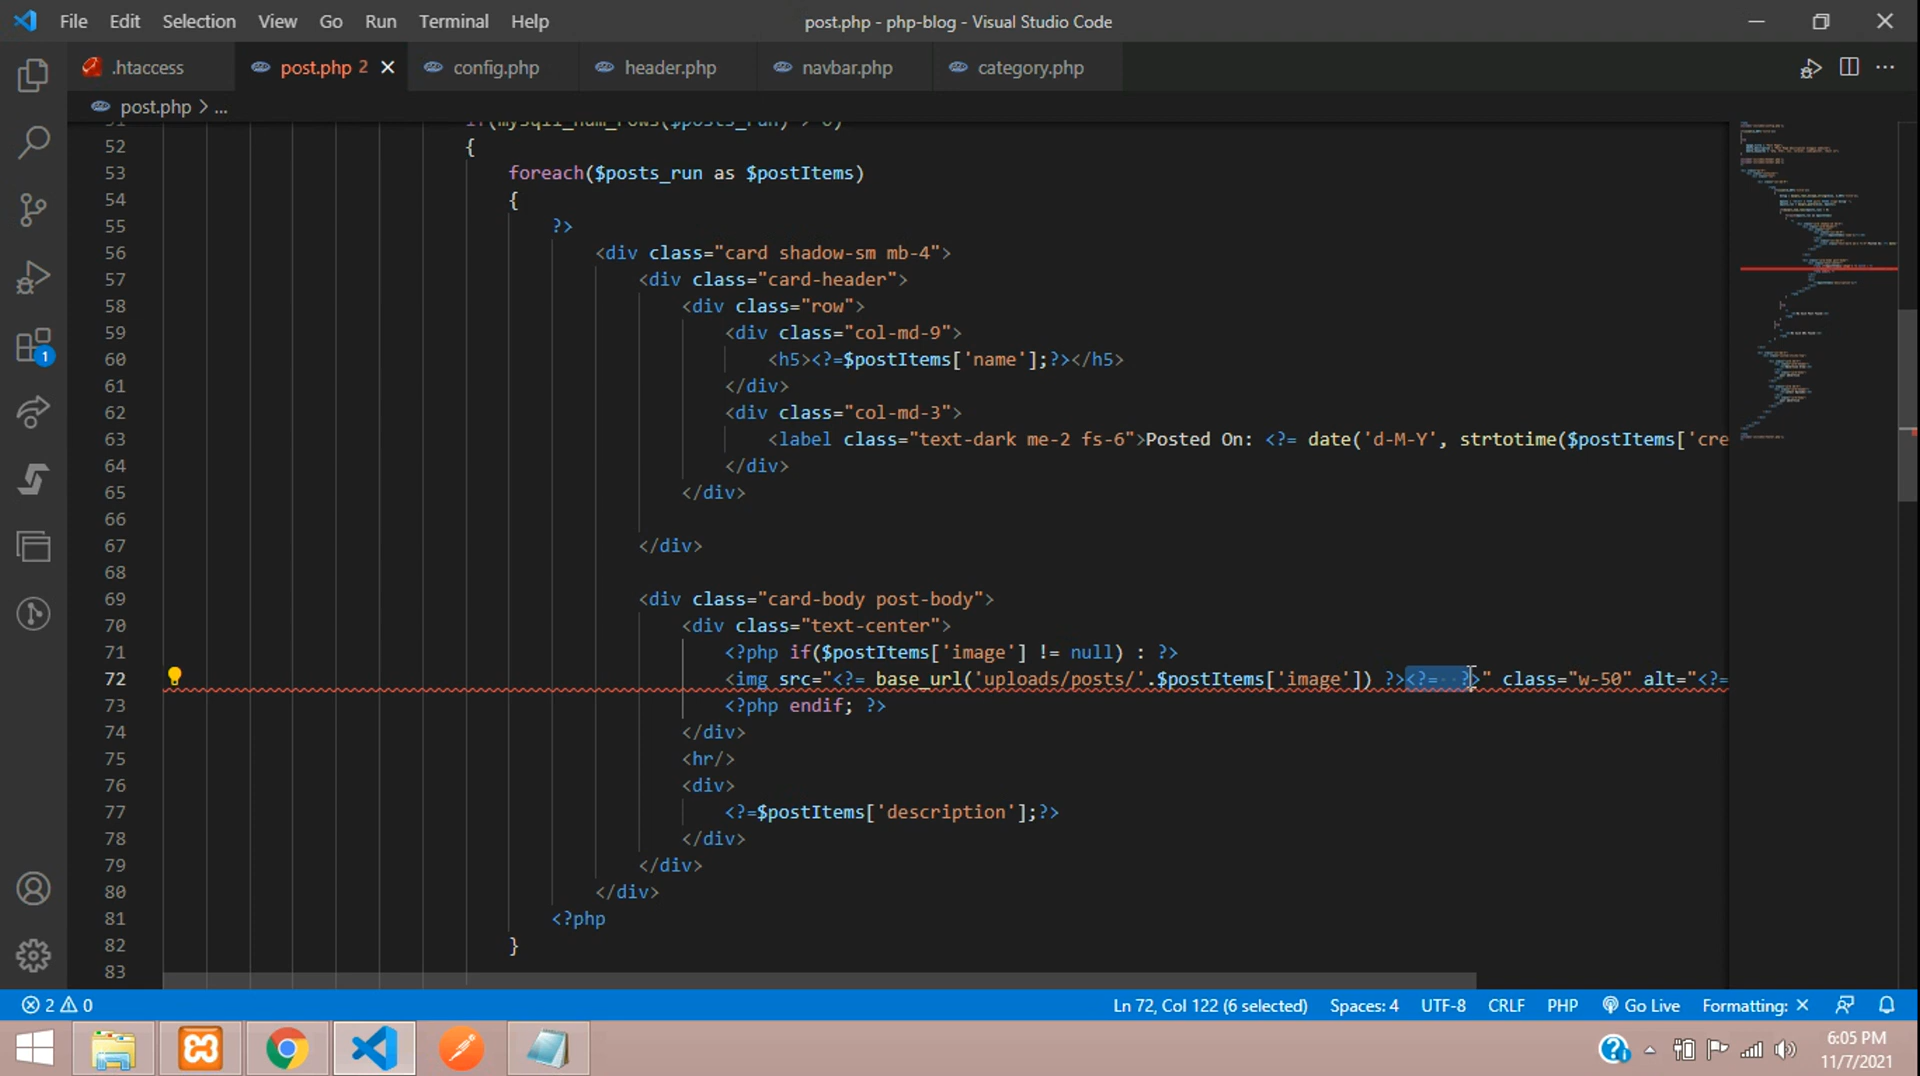 File Edit Selection View Go Run Terminal Help
post.php - php-blog - Visual Studio Code
.htaccess
post.php 2
config.php
header.php
navbar.php
category.php
post.php > ...
51 if(mysqli_num_rows($posts_run) > 0)
52 {
53 foreach($posts_run as $postItems)
54 {
55 ?>
56 <div class="card shadow-sm mb-4">
57 <div class="card-header">
58 <div class="row">
59 <div class="col-md-9">
60 <h5><?=$postItems['name'];?></h5>
61 </div>
62 <div class="col-md-3">
63 <label class="text-dark me-2 fs-6">Posted On: <?= date('d-M-Y', strtotime($postItems['cre
64 </div>
65 </div>
66
67 </div>
68
69 <div class="card-body post-body">
70 <div class="text-center">
71 <?php if($postItems['image'] != null) : ?>
72 <img src="<?= base_url('uploads/posts/'.$postItems['image']) ?><?=  ?>" class="w-50" alt="<?=
73 <?php endif; ?>
74 </div>
75 <hr/>
76 <div>
77 <?=$postItems['description'];?>
78 </div>
79 </div>
80 </div>
81 <?php
82 }
83
1
2 0
Ln 72, Col 122 (6 selected)
Spaces: 4
UTF-8
CRLF
PHP
Go Live
Formatting: ×
6:05 PM
11/7/2021